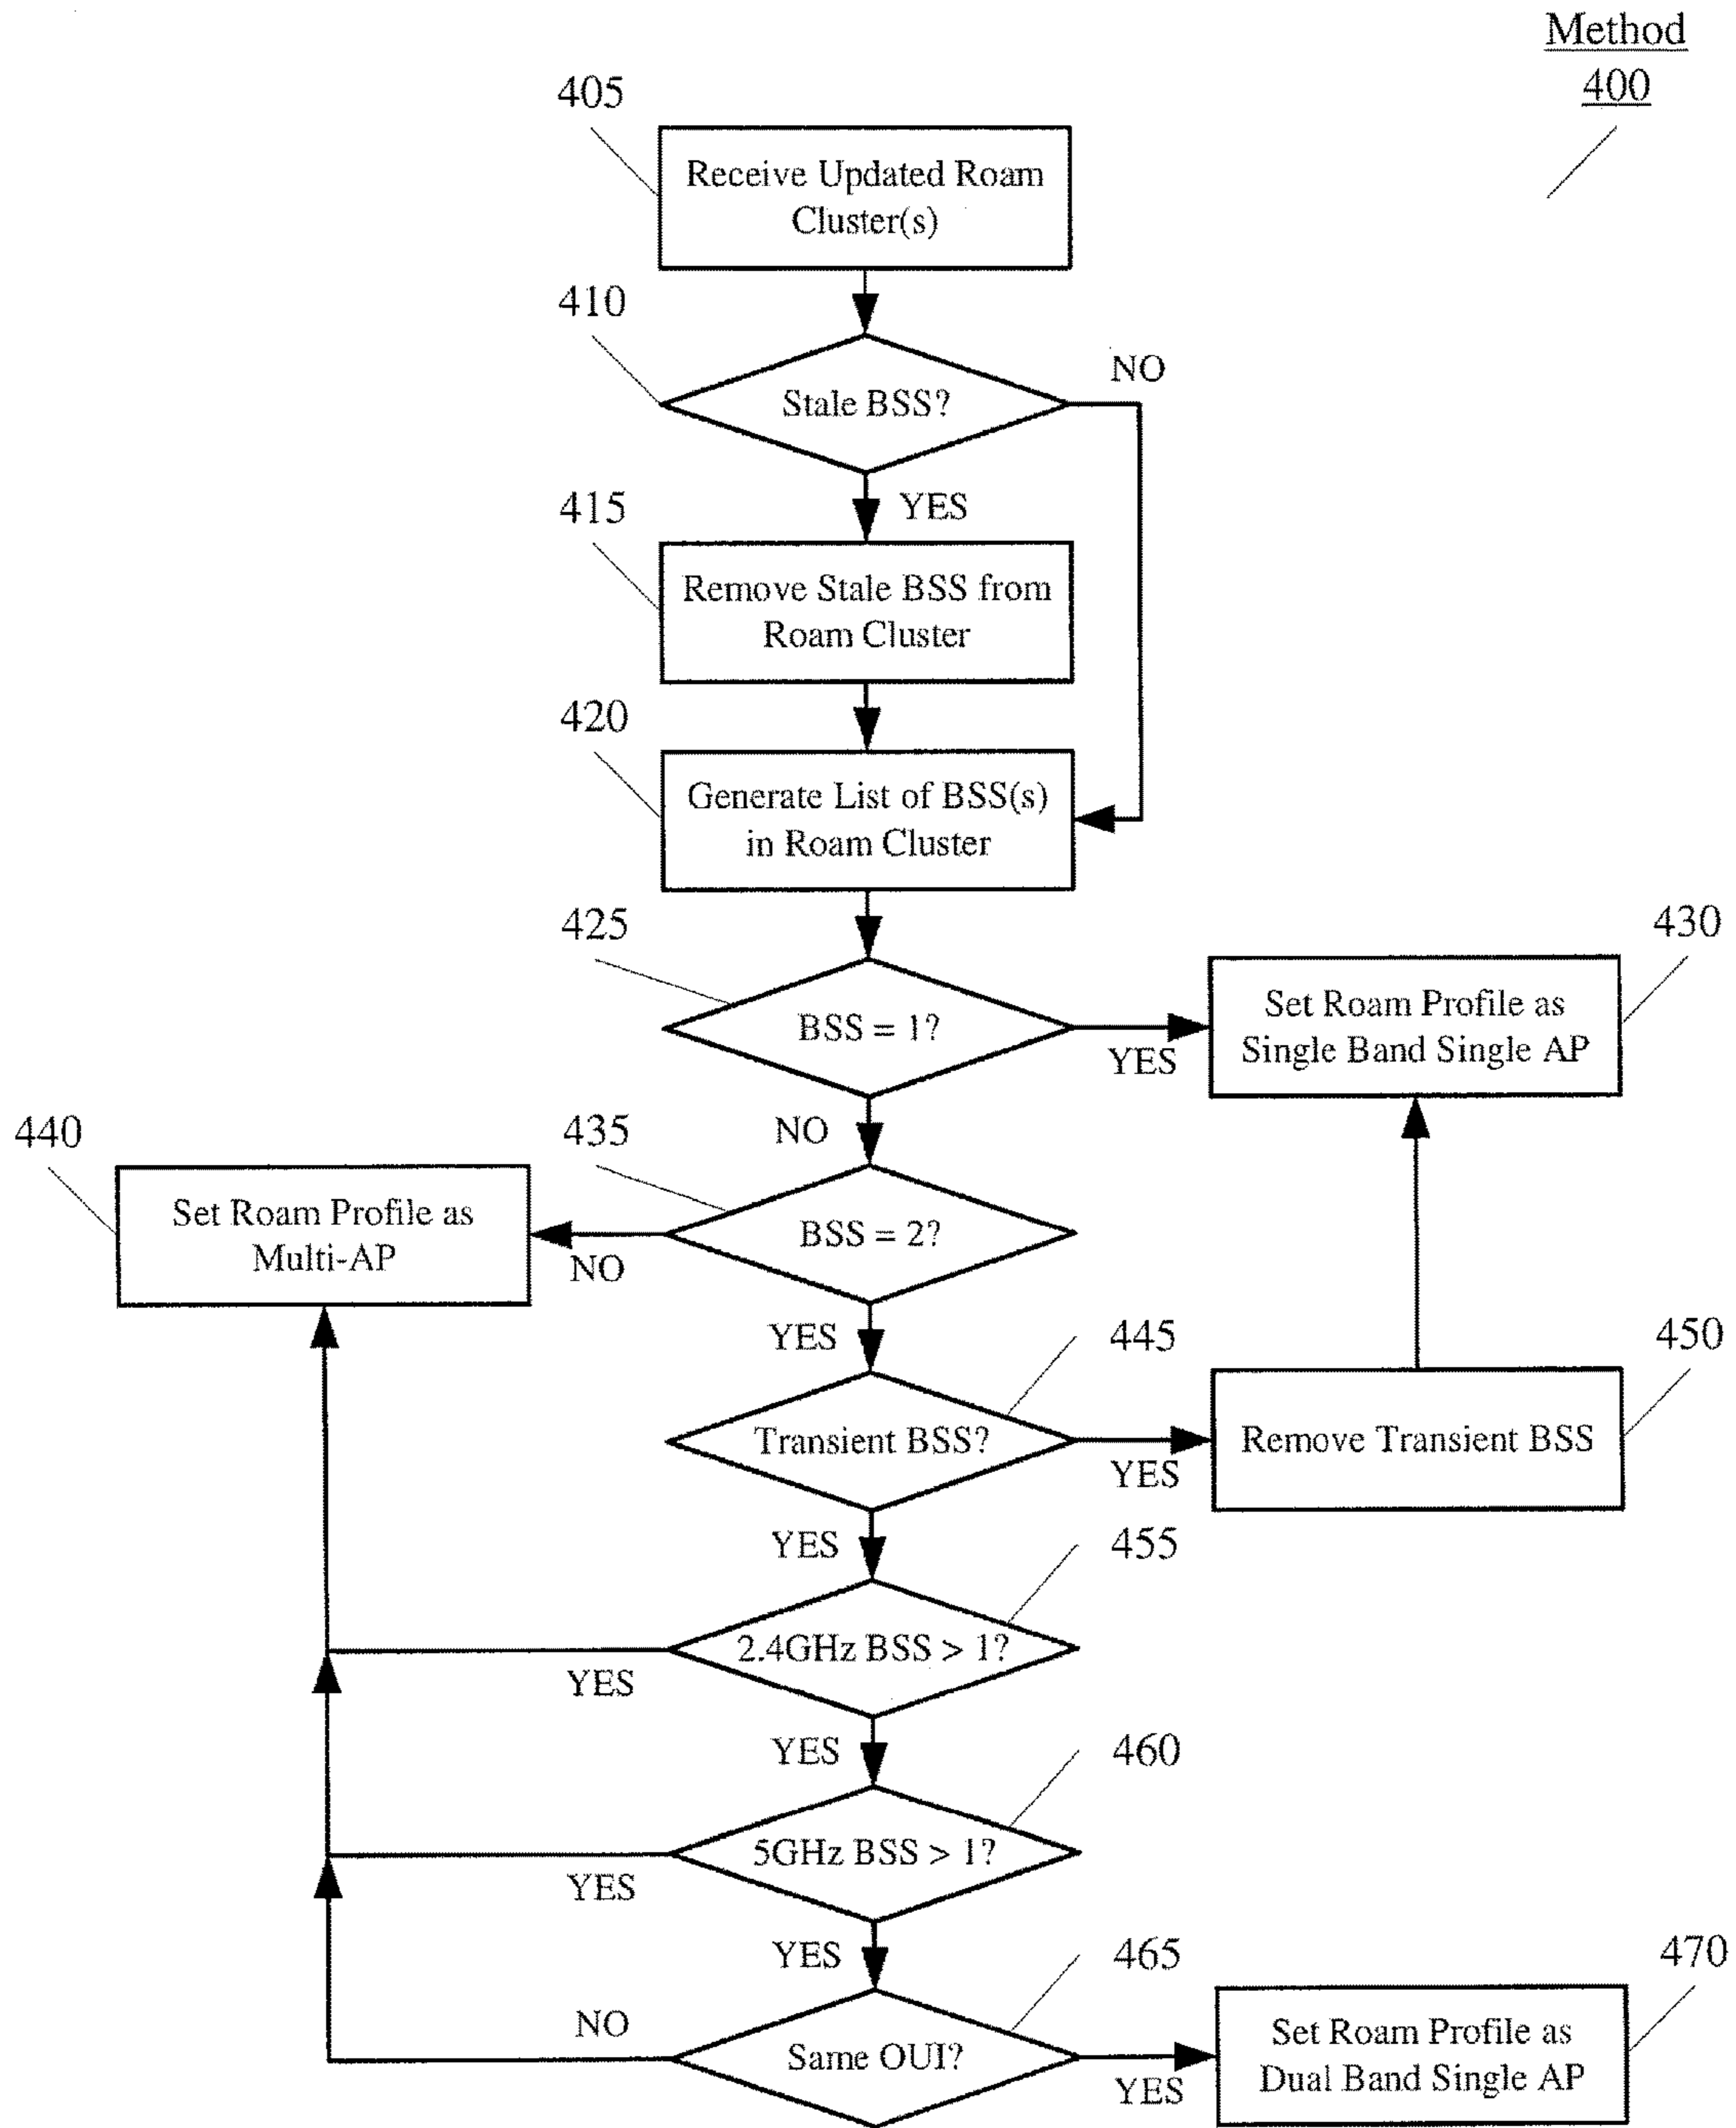 Method
400
405
Receive Updated Roam
Cluster(s)
410
Stale BSS?
NO
YES
415
Remove Stale BSS from
Roam Cluster
420
Generate List of BSS(s)
in Roam Cluster
425
BSS = 1?
YES
430
Set Roam Profile as
Single Band Single AP
NO
435
440
Set Roam Profile as
Multi-AP
NO
BSS = 2?
YES
445
Transient BSS?
YES
450
Remove Transient BSS
YES
455
2.4GHz BSS > 1?
YES
YES
460
5GHz BSS > 1?
YES
YES
465
NO
Same OUI?
YES
470
Set Roam Profile as
Dual Band Single AP